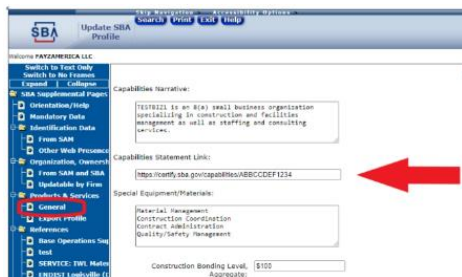 Skip Navigation Accessibility Options
Search Print Exit Help
SBA
Update SBA
Profile
Welcome FAYZAMERICA LLC
Switch to Text Only
Switch to No Frames
Expand | Collapse
SBA Supplemental Pages
Orientation/Help
Mandatory Data
Identification Data
From SAM
Other Web Presence
Organization, Ownersh
From SAM and SBA
Updatable by Firm
Products & Services
General
Export Profile
References
Base Operations Sup
test
SERVICE: IWL Mater
ENDIST Louisville (L
Capabilities Narrative:
TESTBIZ1 is an 8(a) small business organization
specializing in construction and facilities
management as well as staffing and consulting
services.
Capabilities Statement Link:
https://certify.sba.gov/capabilities/ABBCCDEF1234
Special Equipment/Materials:
Material Management
Construction Coordination
Contract Administration
Quality/Safety Management
Construction Bonding Level, $100
Aggregate: